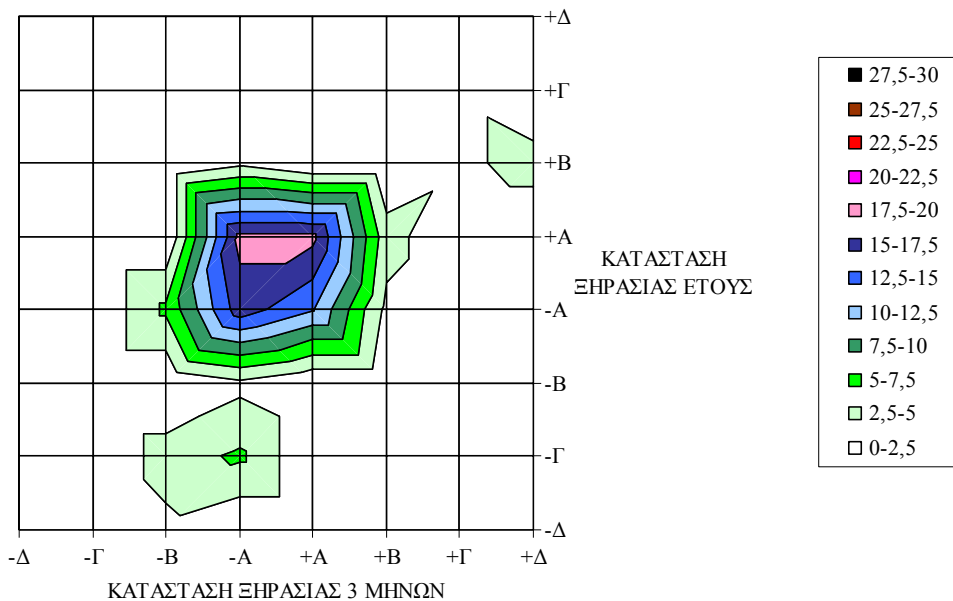 +Δ
+Γ
+Β
+Α
-Α
-Β
-Γ
-Δ
-Δ -Γ -Β -Α +Α +Β +Γ +Δ
ΚΑΤΑΣΤΑΣΗ ΞΗΡΑΣΙΑΣ 3 ΜΗΝΩΝ
ΚΑΤΑΣΤΑΣΗ
ΞΗΡΑΣΙΑΣ ΕΤΟΥΣ
27,5-30
25-27,5
22,5-25
20-22,5
17,5-20
15-17,5
12,5-15
10-12,5
7,5-10
5-7,5
2,5-5
0-2,5